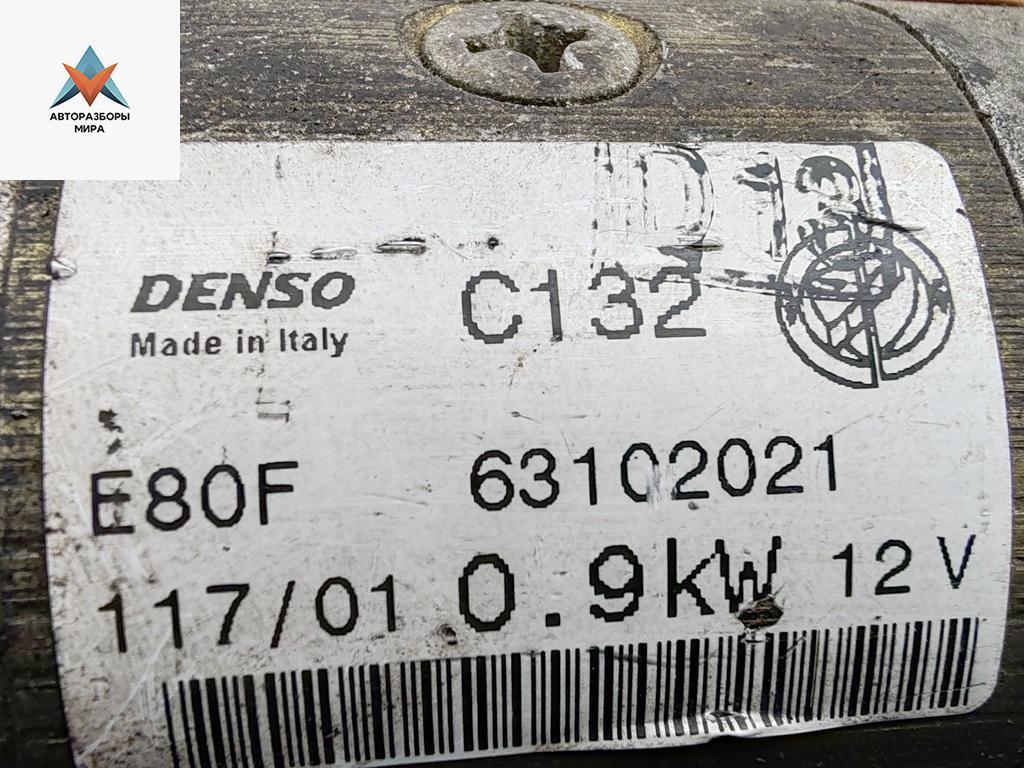 АВТОРАЗБОРЫ
МИРА
DENSO C132
Made in Italy
E80F 63102021
117/01 0.9kW 12V